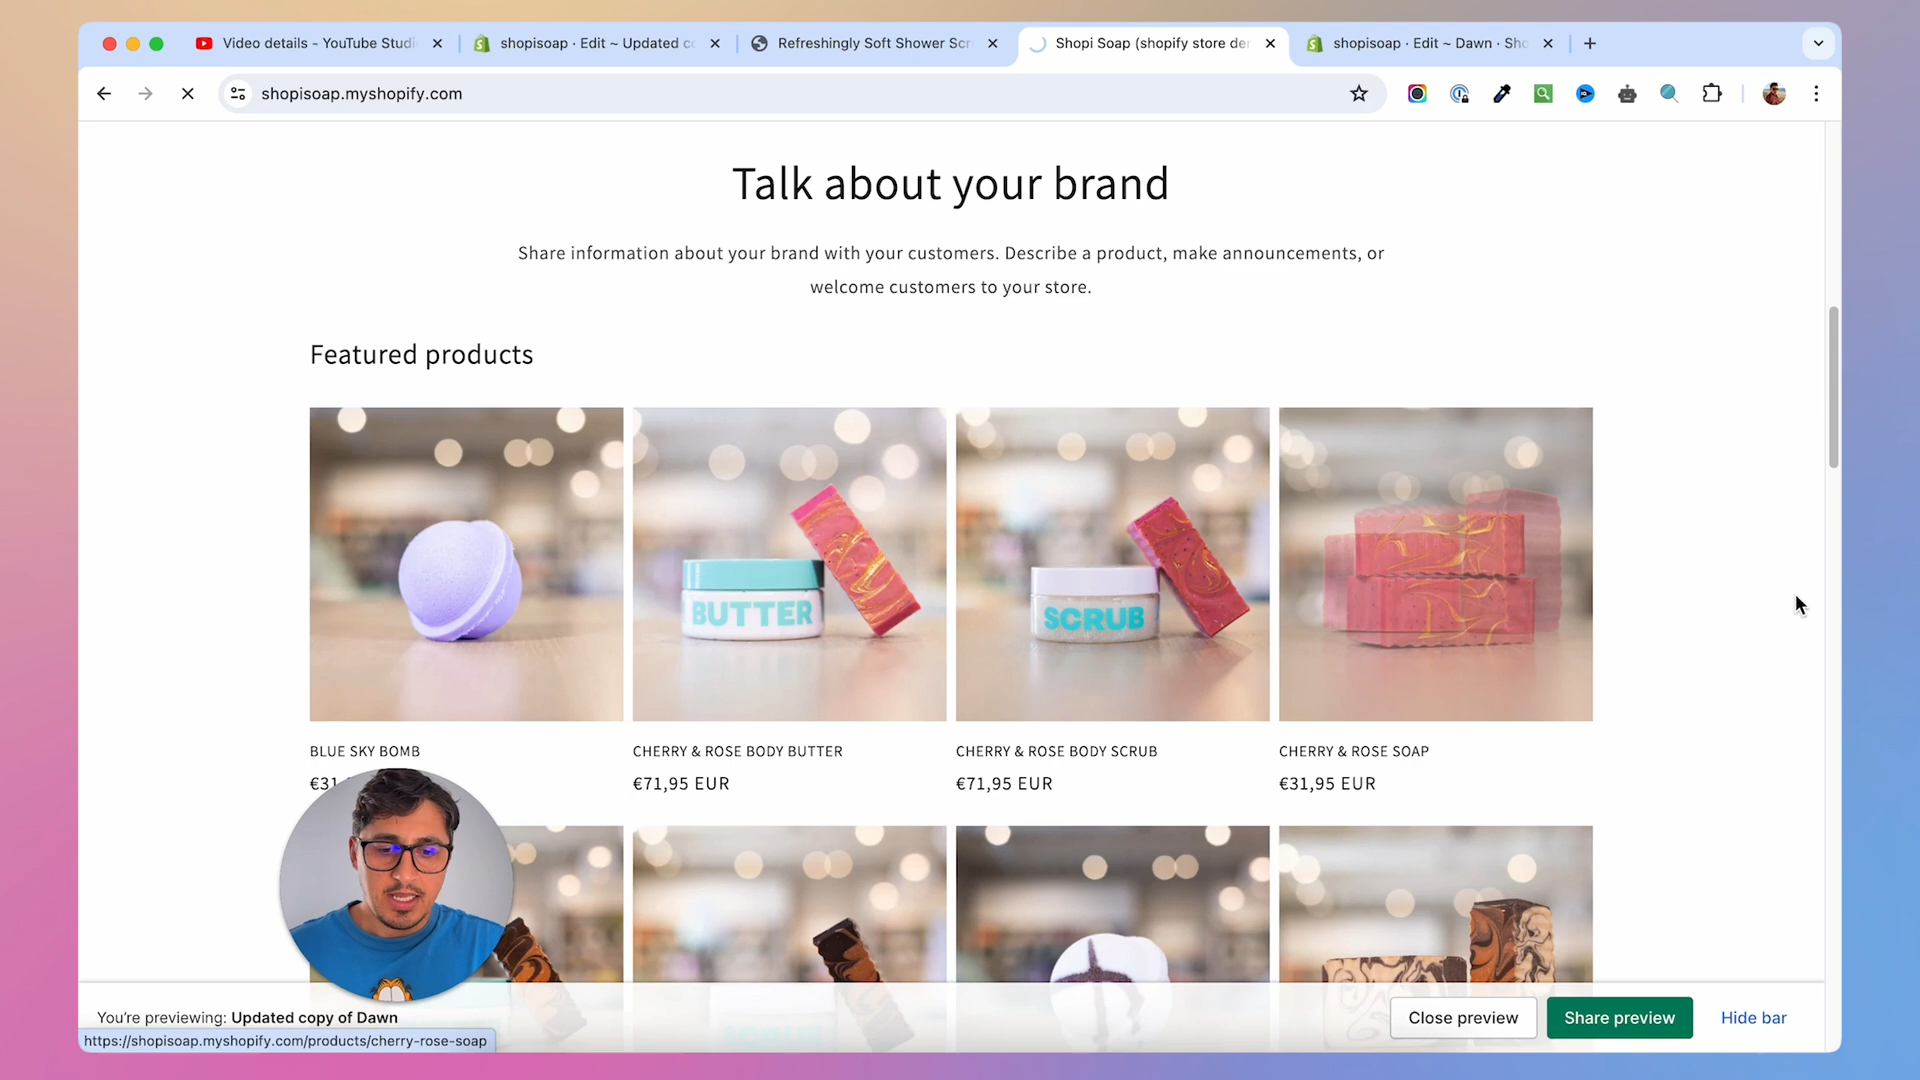 Video details - YouTube Studi
shopisoap · Edit ~ Updated co
Refreshingly Soft Shower Scr
Shopi Soap (shopify store der
shopisoap · Edit ~ Dawn · Sho
shopisoap.myshopify.com
Talk about your brand
Share information about your brand with your customers. Describe a product, make announcements, or
welcome customers to your store.
Featured products
BUTTER
SCRUB
BLUE SKY BOMB
CHERRY & ROSE BODY BUTTER
CHERRY & ROSE BODY SCRUB
CHERRY & ROSE SOAP
€31
€71,95 EUR
€71,95 EUR
€31,95 EUR
You're previewing: Updated copy of Dawn
Close preview
Share preview
Hide bar
https://shopisoap.myshopify.com/products/cherry-rose-soap